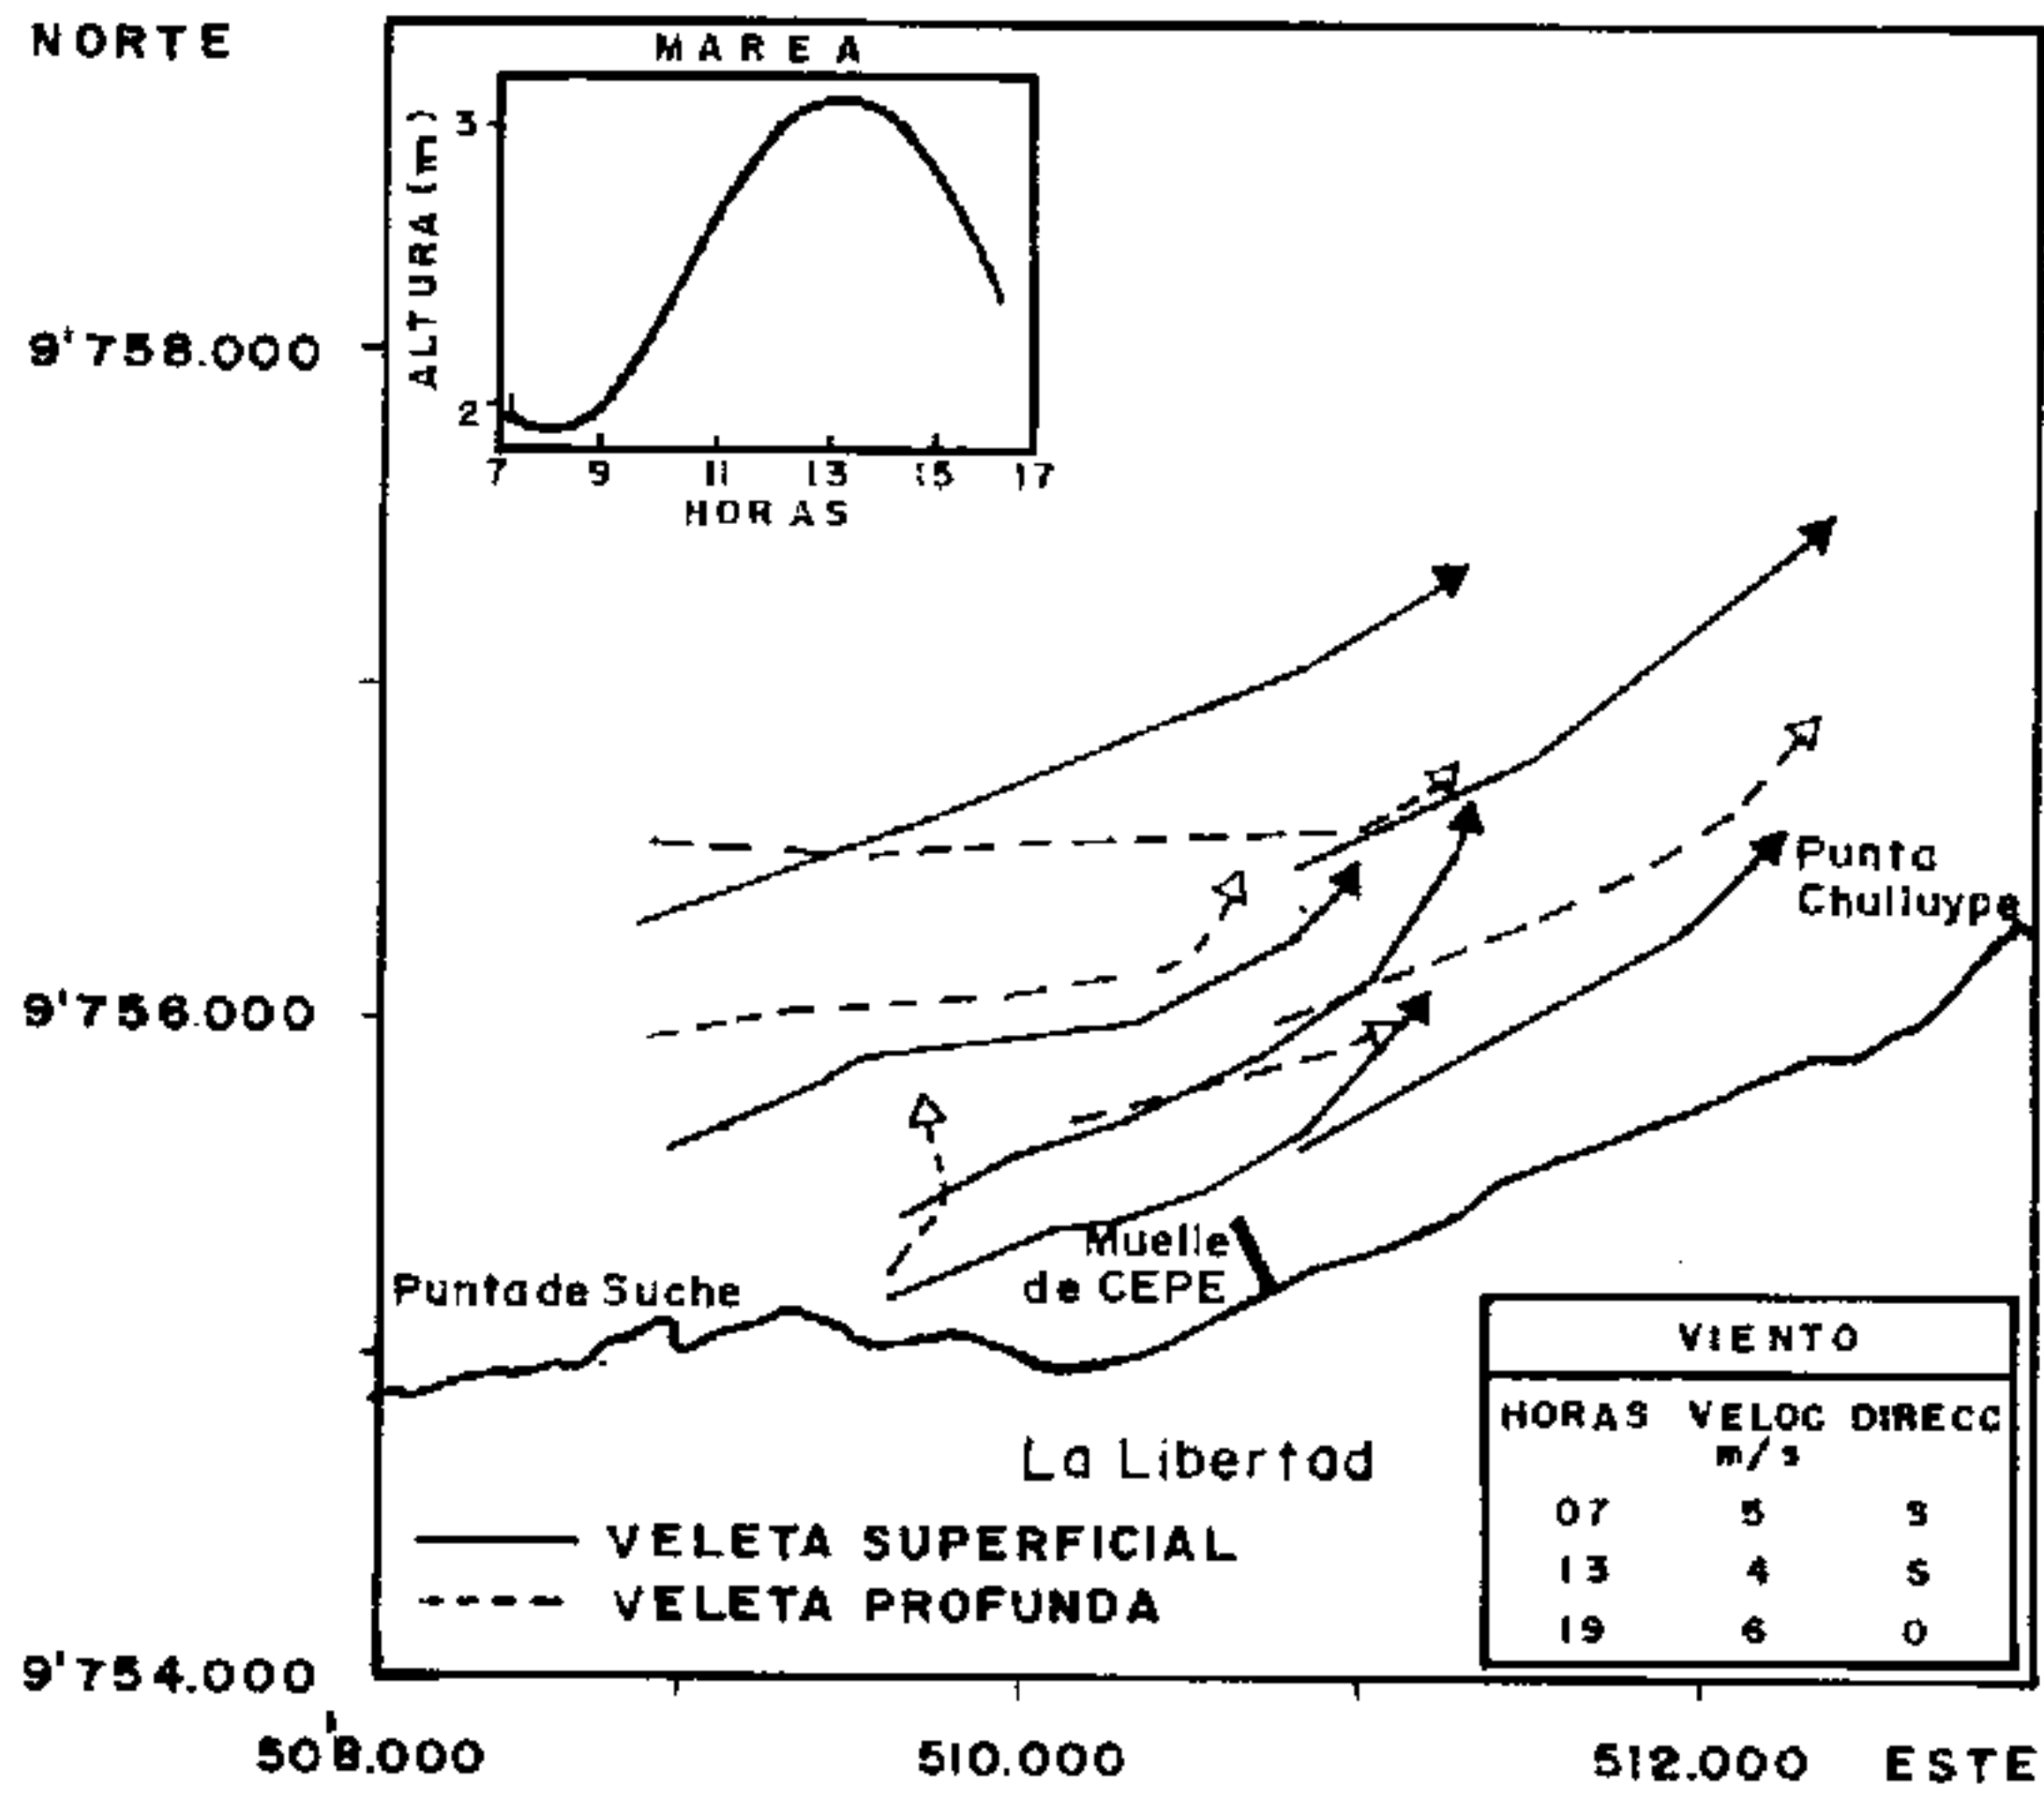 NORTE
MAREA
ALTURA (m)
3
2
7 9 11 13 15 17
HORAS
9'758.000
9'756.000
9'754.000
Punta
Chulluype
Muelle
de CEPE
Punta de Suche
La Libertad
VELETA SUPERFICIAL
VELETA PROFUNDA
VIENTO
HORAS VELOC DIRECC
m/s
07 5 S
13 4 S
19 6 O
508.000 510.000 512.000 ESTE